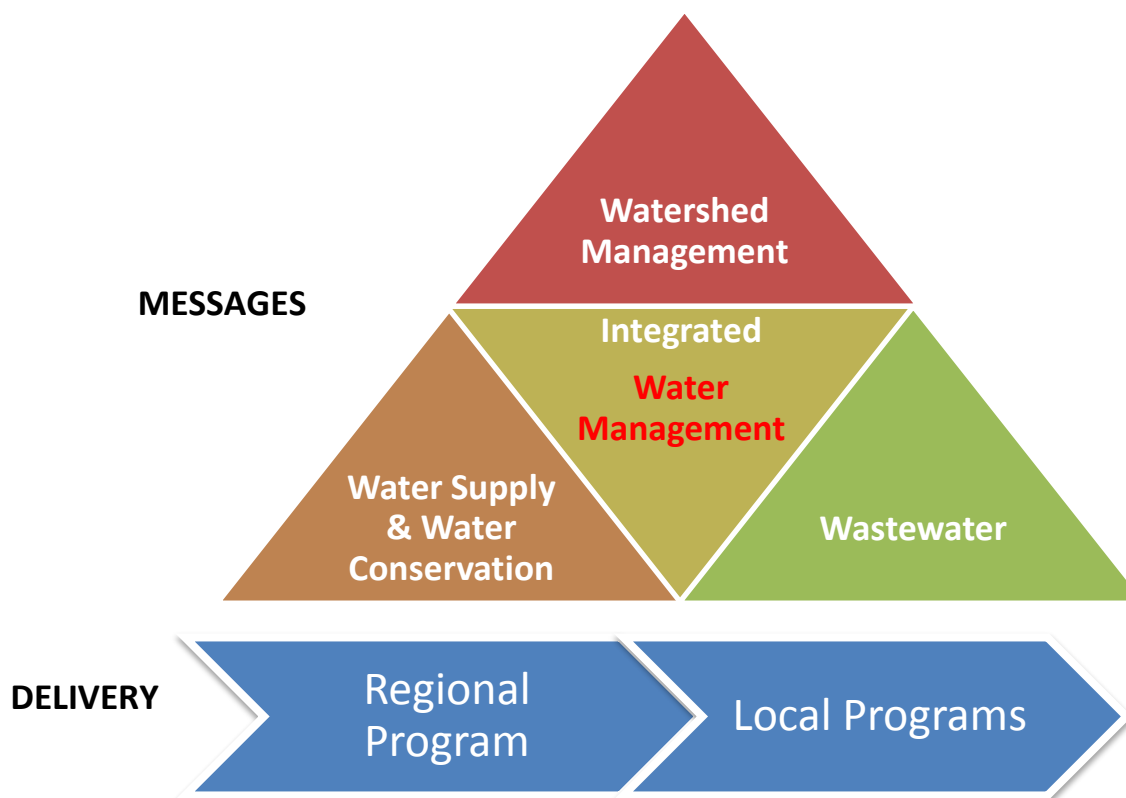 Watershed
Management
MESSAGES
Integrated
Water
Management
Water Supply
& Water
Conservation
Wastewater
DELIVERY
Regional
Program
Local Programs